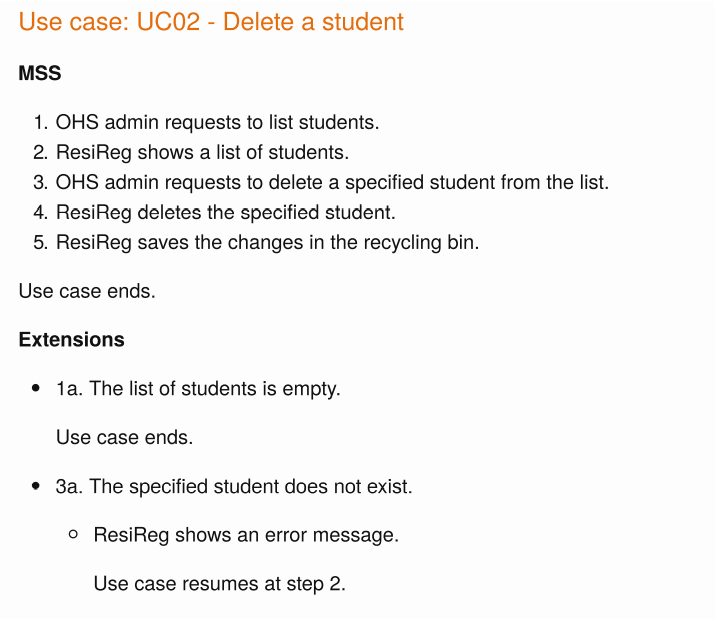 Use case: UC02 - Delete a student
MSS
1. OHS admin requests to list students.
2. ResiReg shows a list of students.
3. OHS admin requests to delete a specified student from the list.
4. ResiReg deletes the specified student.
5. ResiReg saves the changes in the recycling bin.
Use case ends.
Extensions
• 1a. The list of students is empty.
Use case ends.
• 3a. The specified student does not exist.
○ ResiReg shows an error message.
Use case resumes at step 2.